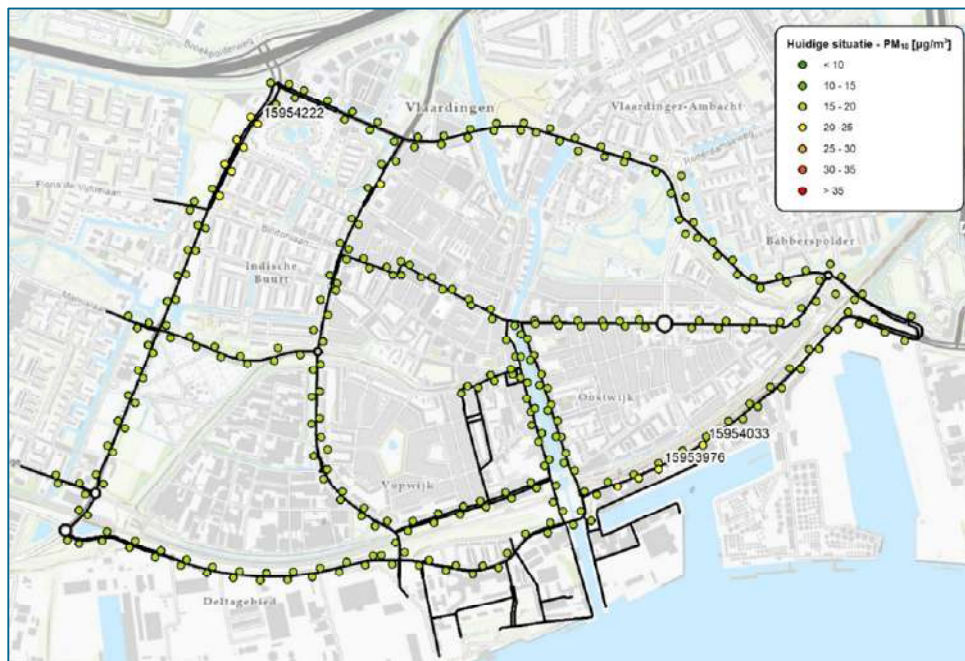 Huidige situatie - PM₁₀ [µg/m³]
< 10
10 - 15
15 - 20
20 - 25
25 - 30
30 - 35
> 35
Broekpolderweg
15954222
Vlaardingen
Vlaardinger-Ambacht
Babberspolder
Indische
Buurt
Oostwijk
15954033
15953976
Vopwijk
Deltagebied